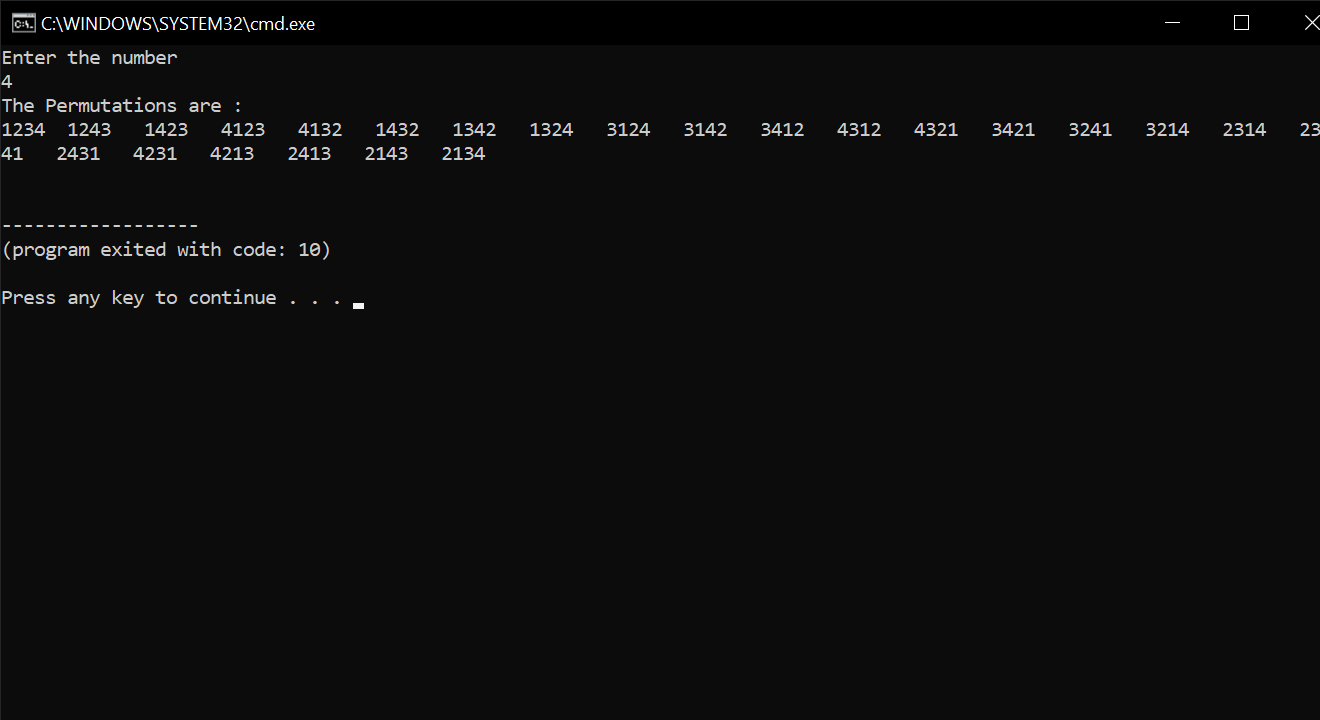 C:\WINDOWS\SYSTEM32\cmd.exe
Enter the number
4
The Permutations are :
1234  1243   1423   4123   4132   1432   1342   1324   3124   3142   3412   4312   4321   3421   3241   3214   2314   23
41   2431   4231   4213   2413   2143   2134
------------------
(program exited with code: 10)
Press any key to continue . . .